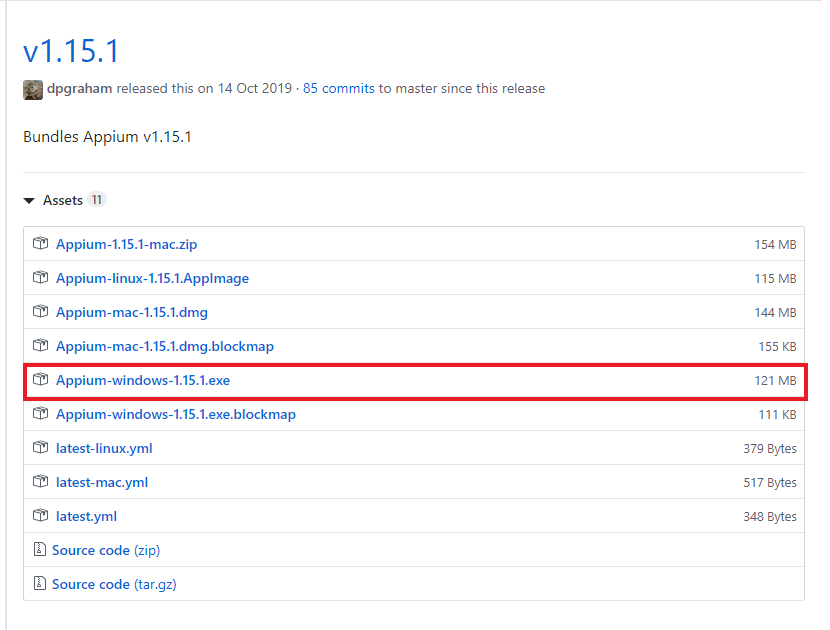 v1.15.1
dpgraham released this on 14 Oct 2019 · 85 commits to master since this release
Bundles Appium v1.15.1
Assets 11
Appium-1.15.1-mac.zip 154 MB
Appium-linux-1.15.1.AppImage 115 MB
Appium-mac-1.15.1.dmg 144 MB
Appium-mac-1.15.1.dmg.blockmap 155 KB
Appium-windows-1.15.1.exe 121 MB
Appium-windows-1.15.1.exe.blockmap 111 KB
latest-linux.yml 379 Bytes
latest-mac.yml 517 Bytes
latest.yml 348 Bytes
Source code (zip)
Source code (tar.gz)